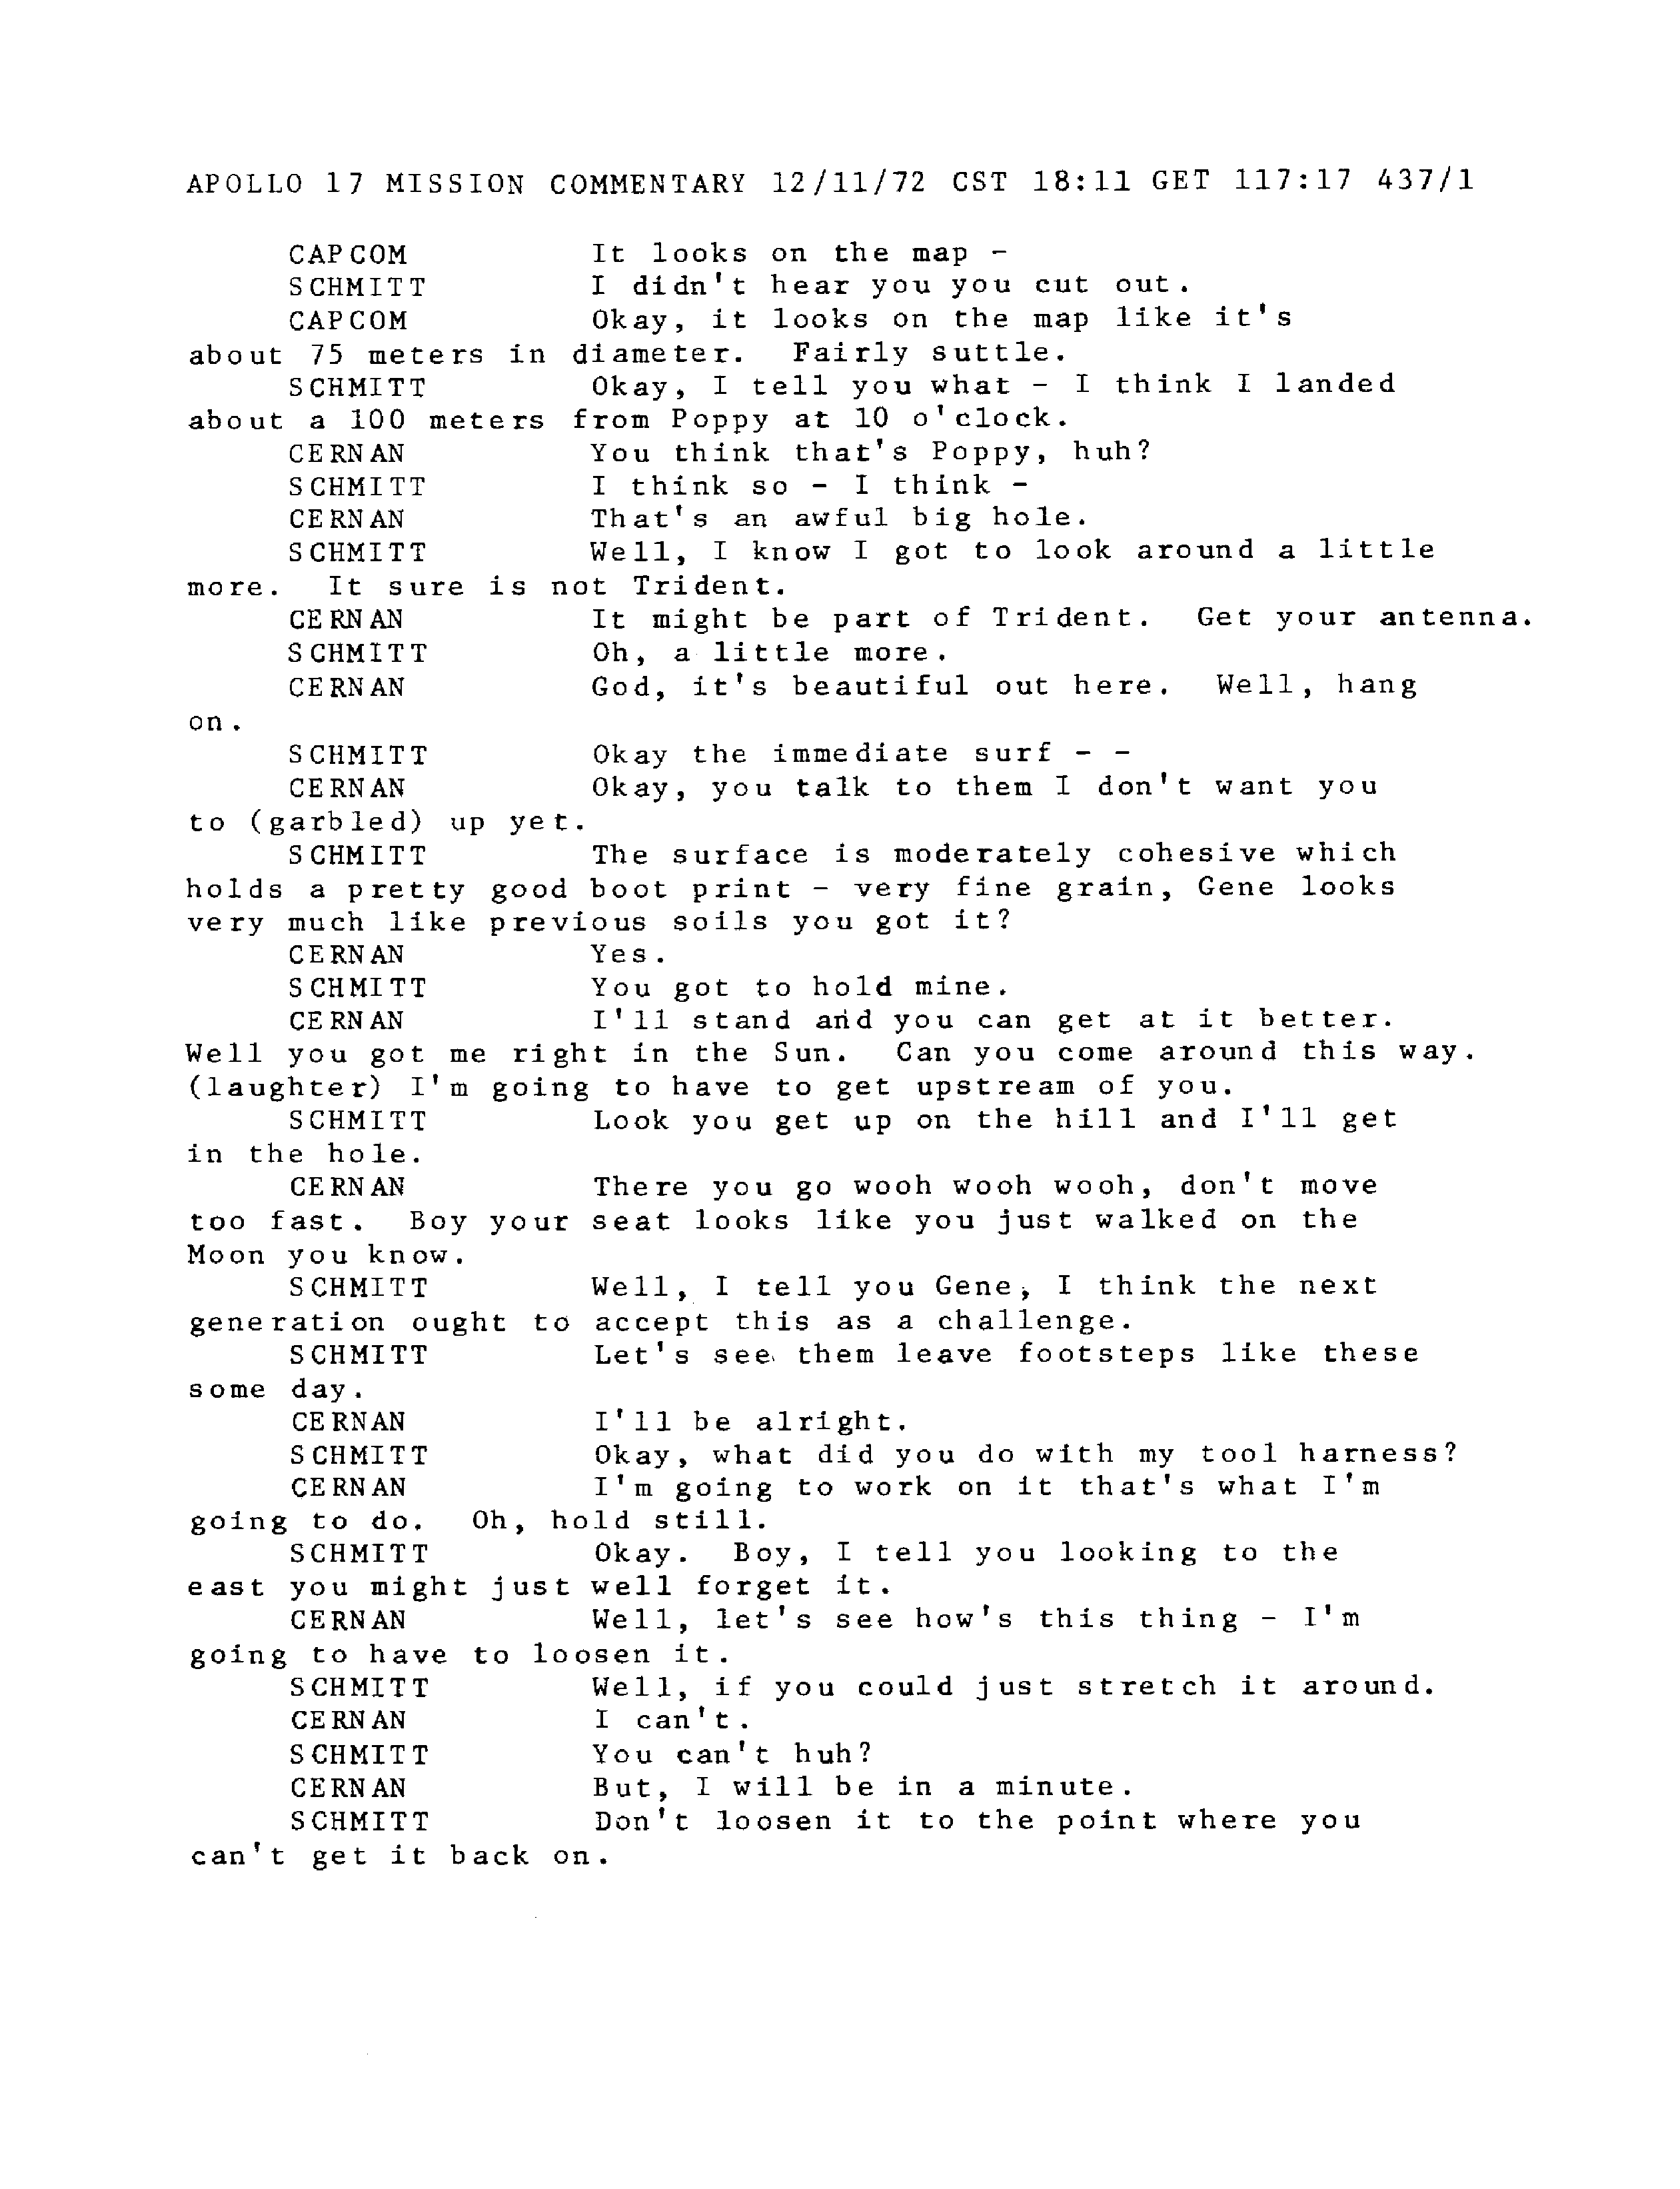 APOLLO 17 MISSION COMMENTARY 12/11/72 CST 18:11 GET 117:17 437/1
CAPCOM It looks on the map -
SCHMITT I didn't hear you you cut out.
CAPCOM Okay, it looks on the map like it's
about 75 meters in diameter. Fairly suttle.
SCHMITT Okay, I tell you what - I think I landed
about a 100 meters from Poppy at 10 o'clock.
CERNAN You think that's Poppy, huh?
SCHMITT I think so - I think -
CERNAN That's an awful big hole.
SCHMITT Well, I know I got to look around a little
more. It sure is not Trident.
CERNAN It might be part of Trident. Get your antenna.
SCHMITT Oh, a little more.
CERNAN God, it's beautiful out here. Well, hang
on.
SCHMITT Okay the immediate surf - -
CERNAN Okay, you talk to them I don't want you
to (garbled) up yet.
SCHMITT The surface is moderately cohesive which
holds a pretty good boot print - very fine grain, Gene looks
very much like previous soils you got it?
CERNAN Yes.
SCHMITT You got to hold mine.
CERNAN I'll stand and you can get at it better.
Well you got me right in the Sun. Can you come around this way.
(laughter) I'm going to have to get upstream of you.
SCHMITT Look you get up on the hill and I'll get
in the hole.
CERNAN There you go wooh wooh wooh, don't move
too fast. Boy your seat looks like you just walked on the
Moon you know.
SCHMITT Well, I tell you Gene, I think the next
generation ought to accept this as a challenge.
SCHMITT Let's see them leave footsteps like these
some day.
CERNAN I'll be alright.
SCHMITT Okay, what did you do with my tool harness?
CERNAN I'm going to work on it that's what I'm
going to do. Oh, hold still.
SCHMITT Okay. Boy, I tell you looking to the
east you might just well forget it.
CERNAN Well, let's see how's this thing - I'm
going to have to loosen it.
SCHMITT Well, if you could just stretch it around.
CERNAN I can't.
SCHMITT You can't huh?
CERNAN But, I will be in a minute.
SCHMITT Don't loosen it to the point where you
can't get it back on.